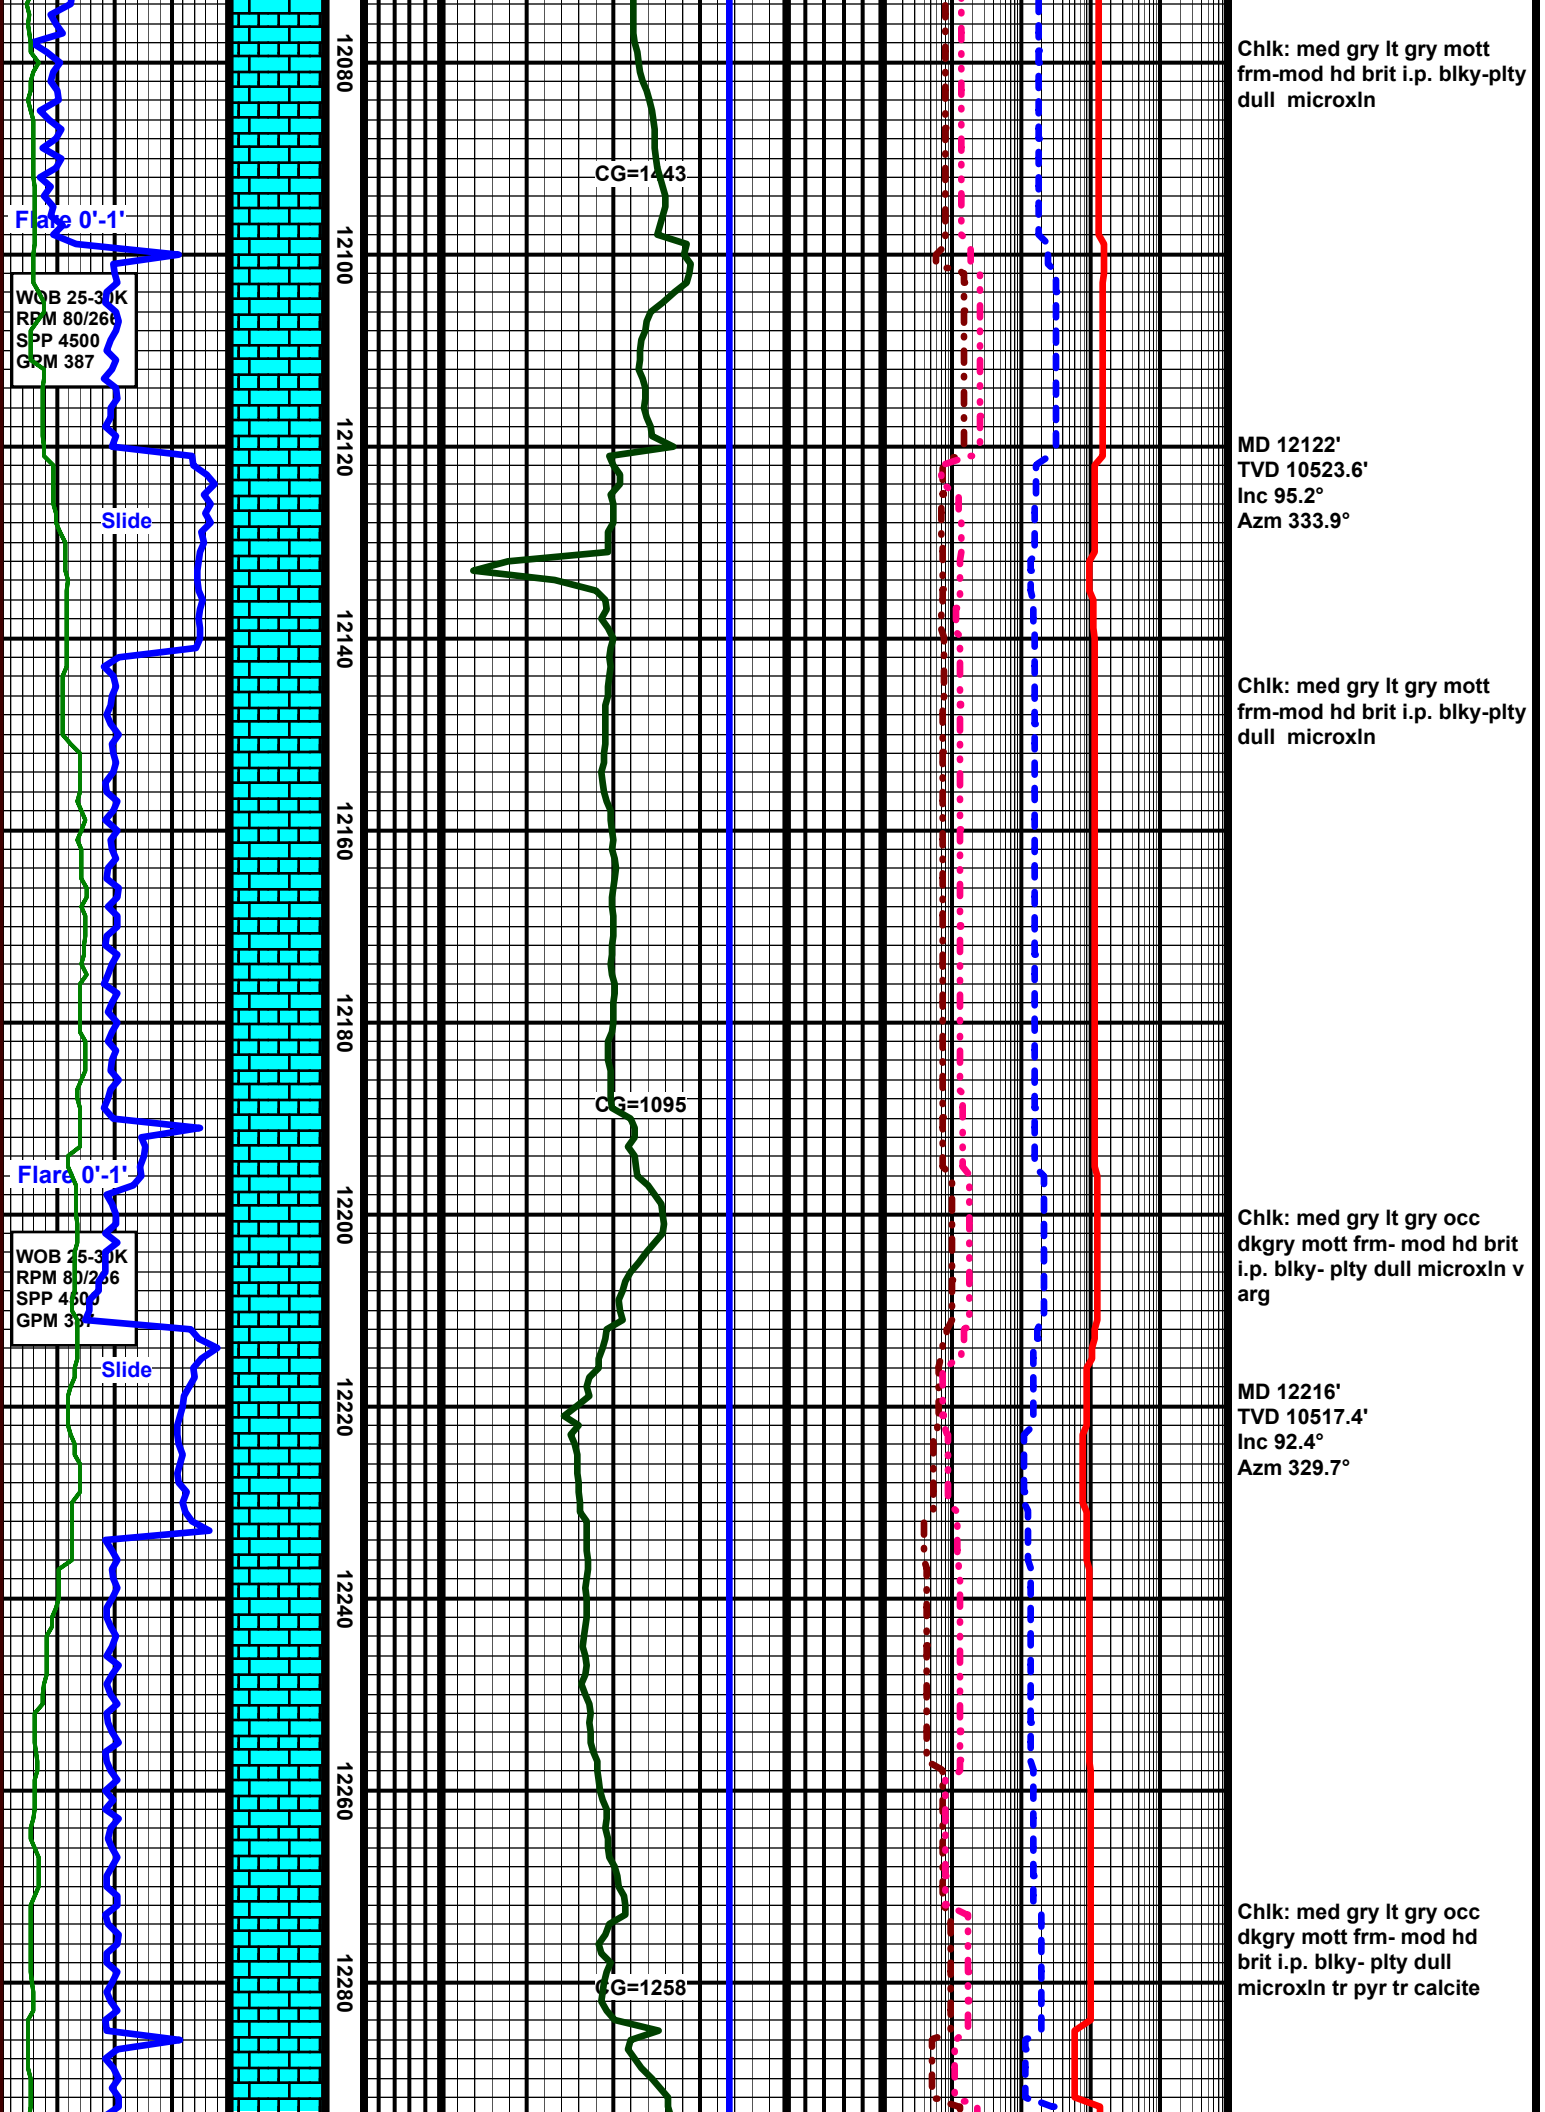 Chlk: med gry lt gry mott
frm-mod hd brit i.p. blky-plty
dull microxln
12080
CG=1443
Flare 0'-1'
12100
WOB 25-30K
RPM 80/266
SPP 4500
GPM 387
12120
MD 12122'
TVD 10523.6'
Inc 95.2°
Azm 333.9°
Slide
12140
Chlk: med gry lt gry mott
frm-mod hd brit i.p. blky-plty
dull microxln
12160
12180
CG=1095
Flare 0'-1'
12200
Chlk: med gry lt gry occ
dkgry mott frm- mod hd brit
i.p. blky- plty dull microxln v
arg
WOB 25-30K
RPM 80/266
SPP 4500
GPM 387
Slide
12220
MD 12216'
TVD 10517.4'
Inc 92.4°
Azm 329.7°
12240
12260
Chlk: med gry lt gry occ
dkgry mott frm- mod hd
brit i.p. blky- plty dull
microxln tr pyr tr calcite
12280
CG=1258